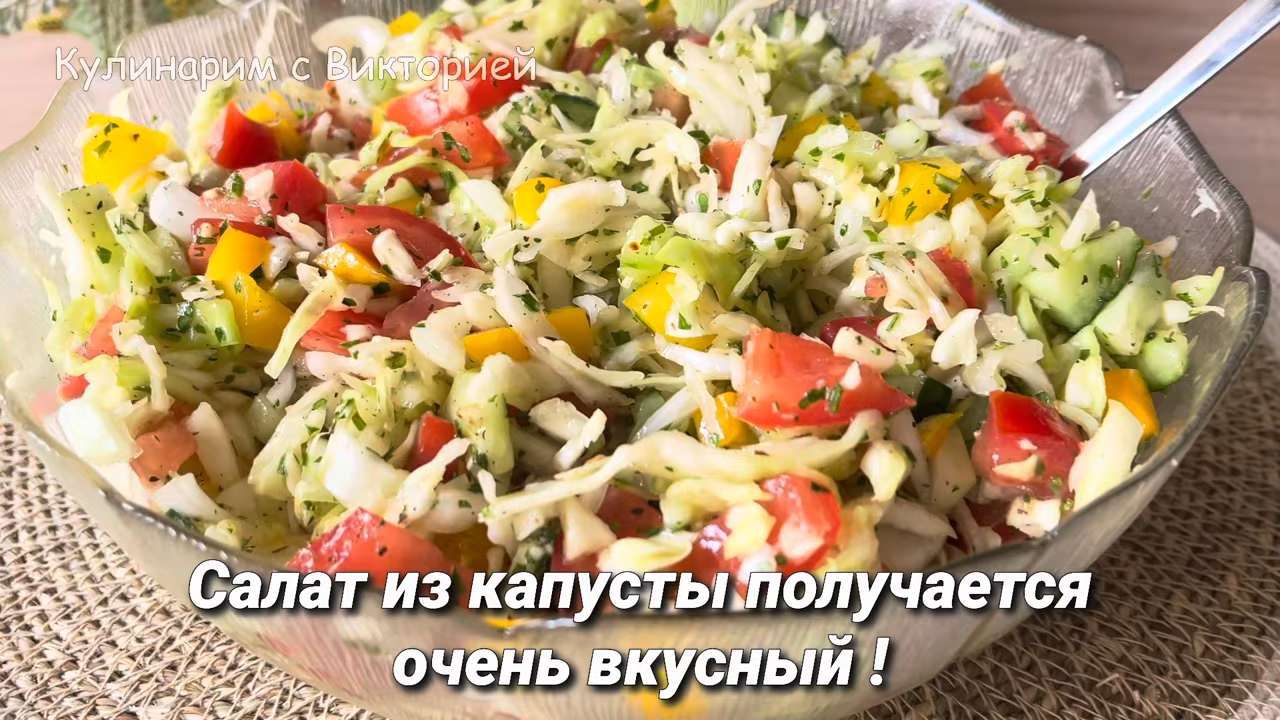 Кулинарим с Викторией
Салат из капусты получается
очень вкусный !